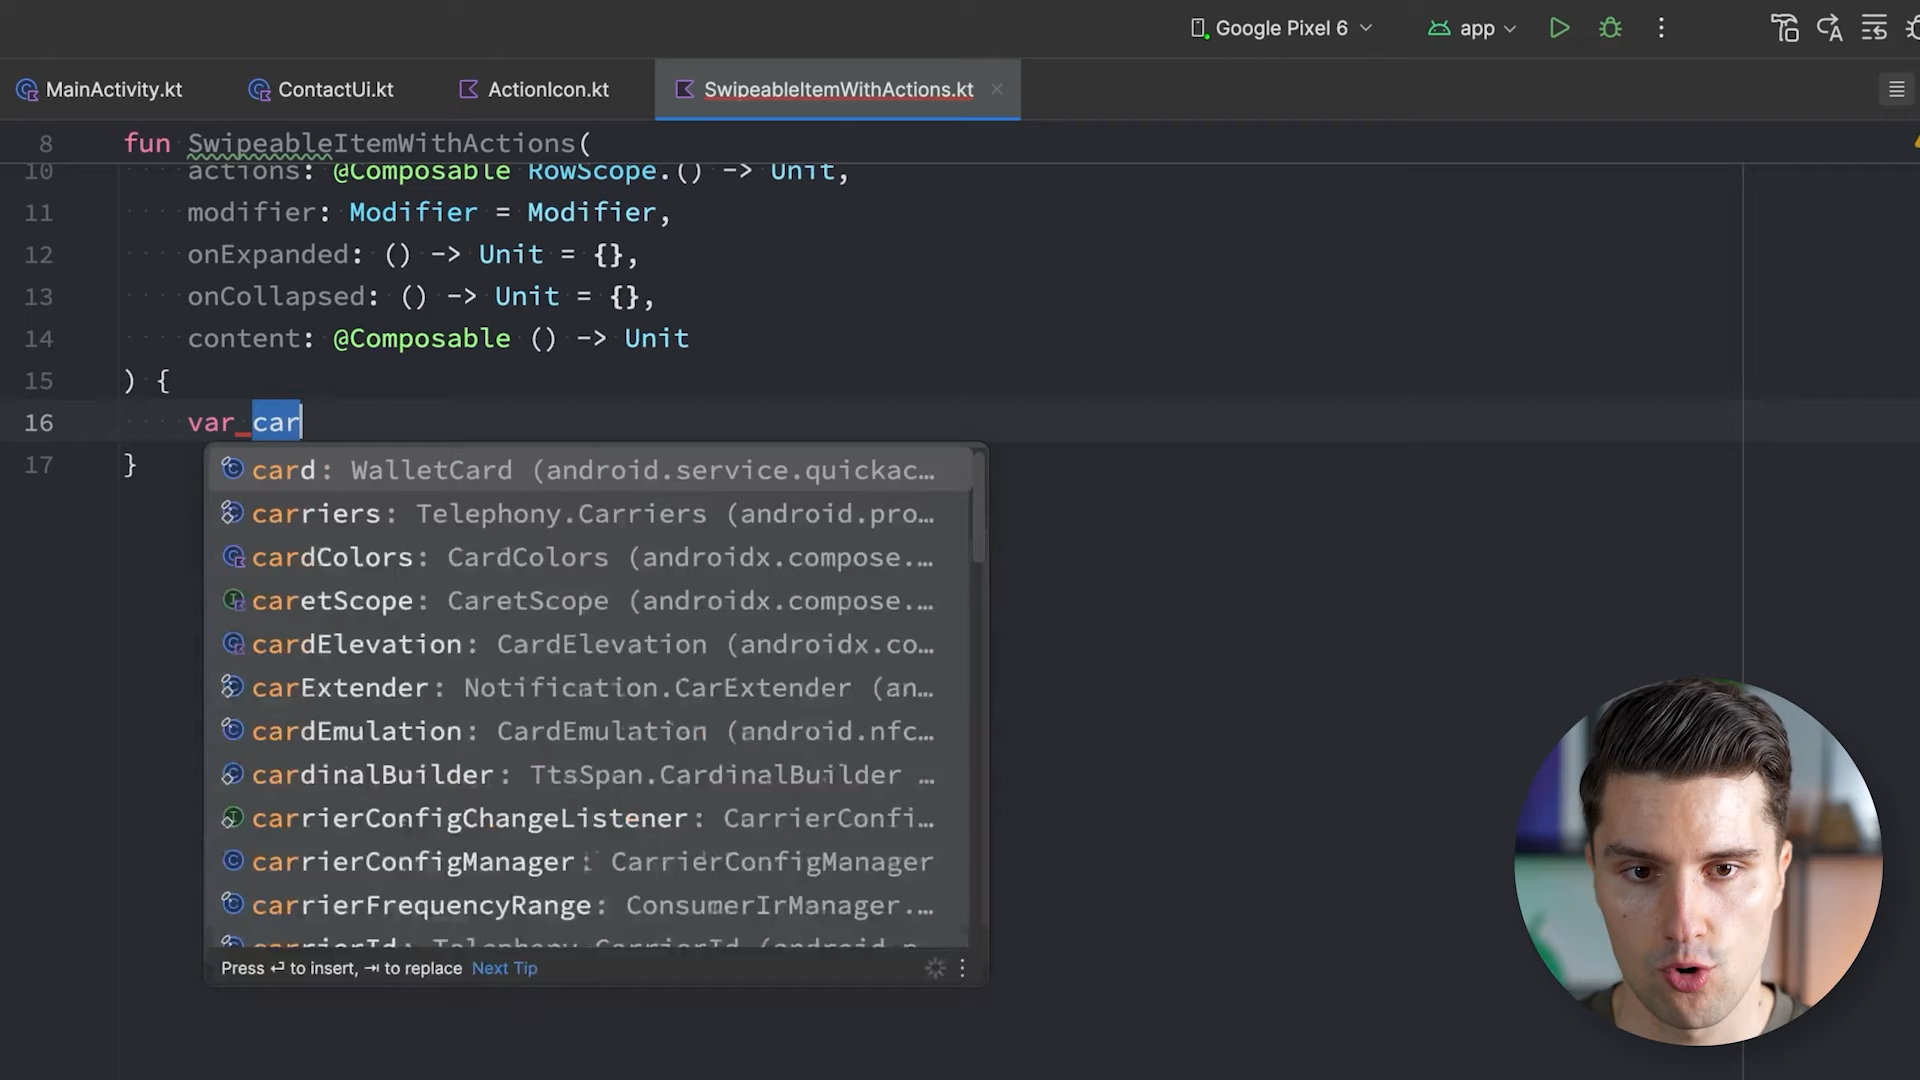 Google Pixel 6 app
MainActivity.kt ContactUi.kt ActionIcon.kt SwipeableItemWithActions.kt
8 fun SwipeableItemWithActions(
10 actions: @Composable RowScope.() -> Unit,
11 modifier: Modifier = Modifier,
12 onExpanded: () -> Unit = {},
13 onCollapsed: () -> Unit = {},
14 content: @Composable () -> Unit
15 ) {
16 var car
17 }
card: WalletCard (android.service.quickac…
carriers: Telephony.Carriers (android.pro…
cardColors: CardColors (androidx.compose.…
caretScope: CaretScope (androidx.compose.…
cardElevation: CardElevation (androidx.co…
carExtender: Notification.CarExtender (an…
cardEmulation: CardEmulation (android.nfc…
cardinalBuilder: TtsSpan.CardinalBuilder …
carrierConfigChangeListener: CarrierConfi…
carrierConfigManager: CarrierConfigManager
carrierFrequencyRange: ConsumerIrManager.…
carrierId: Telephony.CarrierId (android.p…
Press ↵ to insert, ⇥ to replace Next Tip